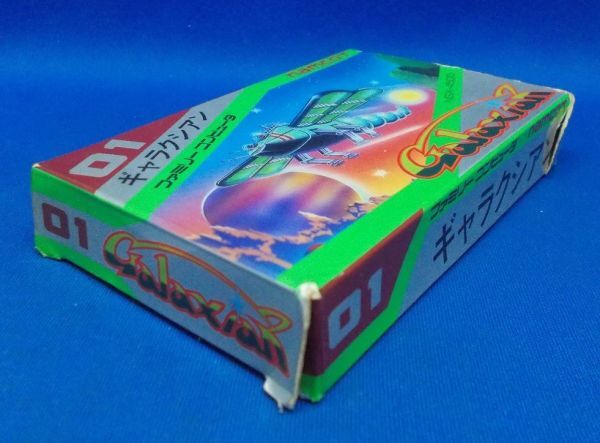 01
ギャラクシアン
ファミリーコンピュータ
namcot
Galaxian
01
Galaxian
01
ファミリーコンピュータ
ギャラクシアン